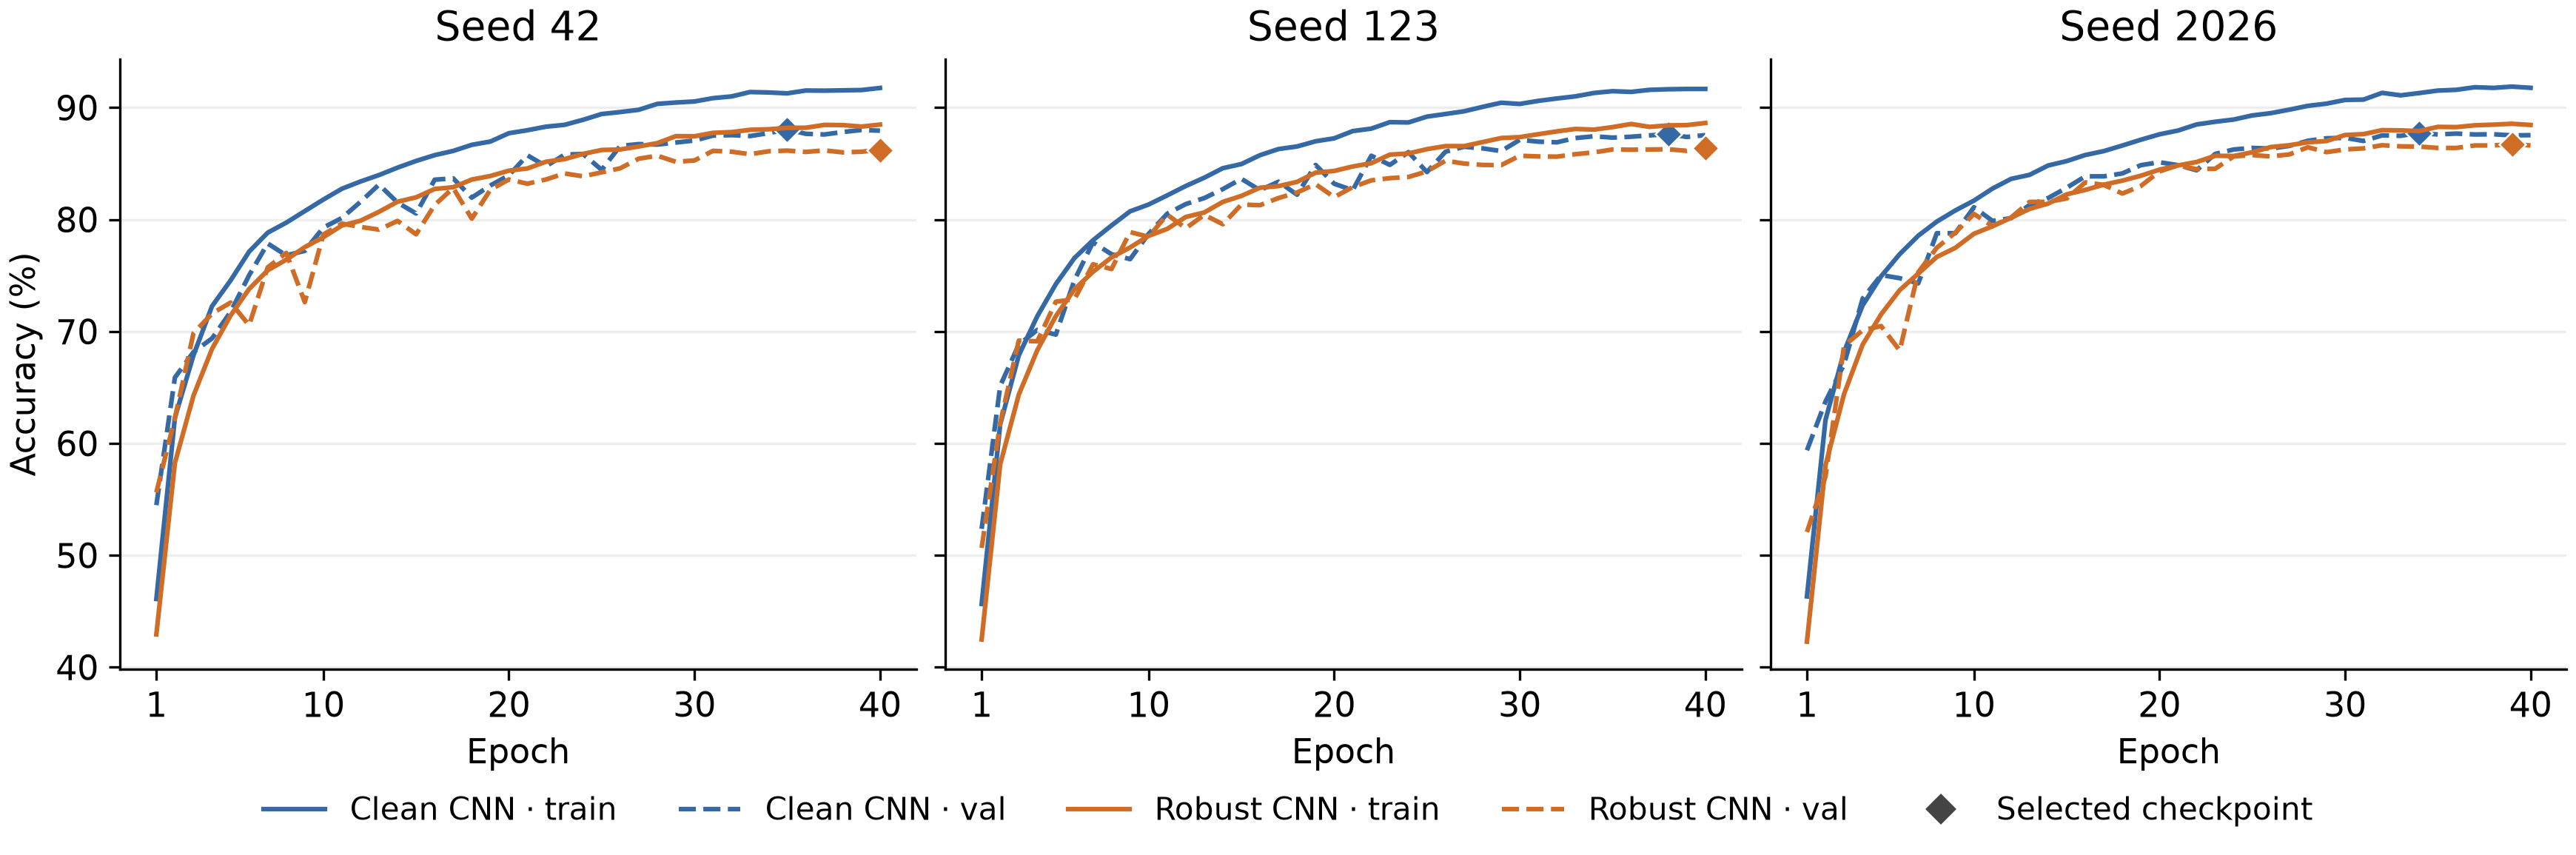 Seed 42
Seed 123
Seed 2026
Accuracy (%)
90
80
70
60
50
40
1 10 20 30 40
1 10 20 30 40
1 10 20 30 40
Epoch
Epoch
Epoch
Clean CNN · train
Clean CNN · val
Robust CNN · train
Robust CNN · val
Selected checkpoint